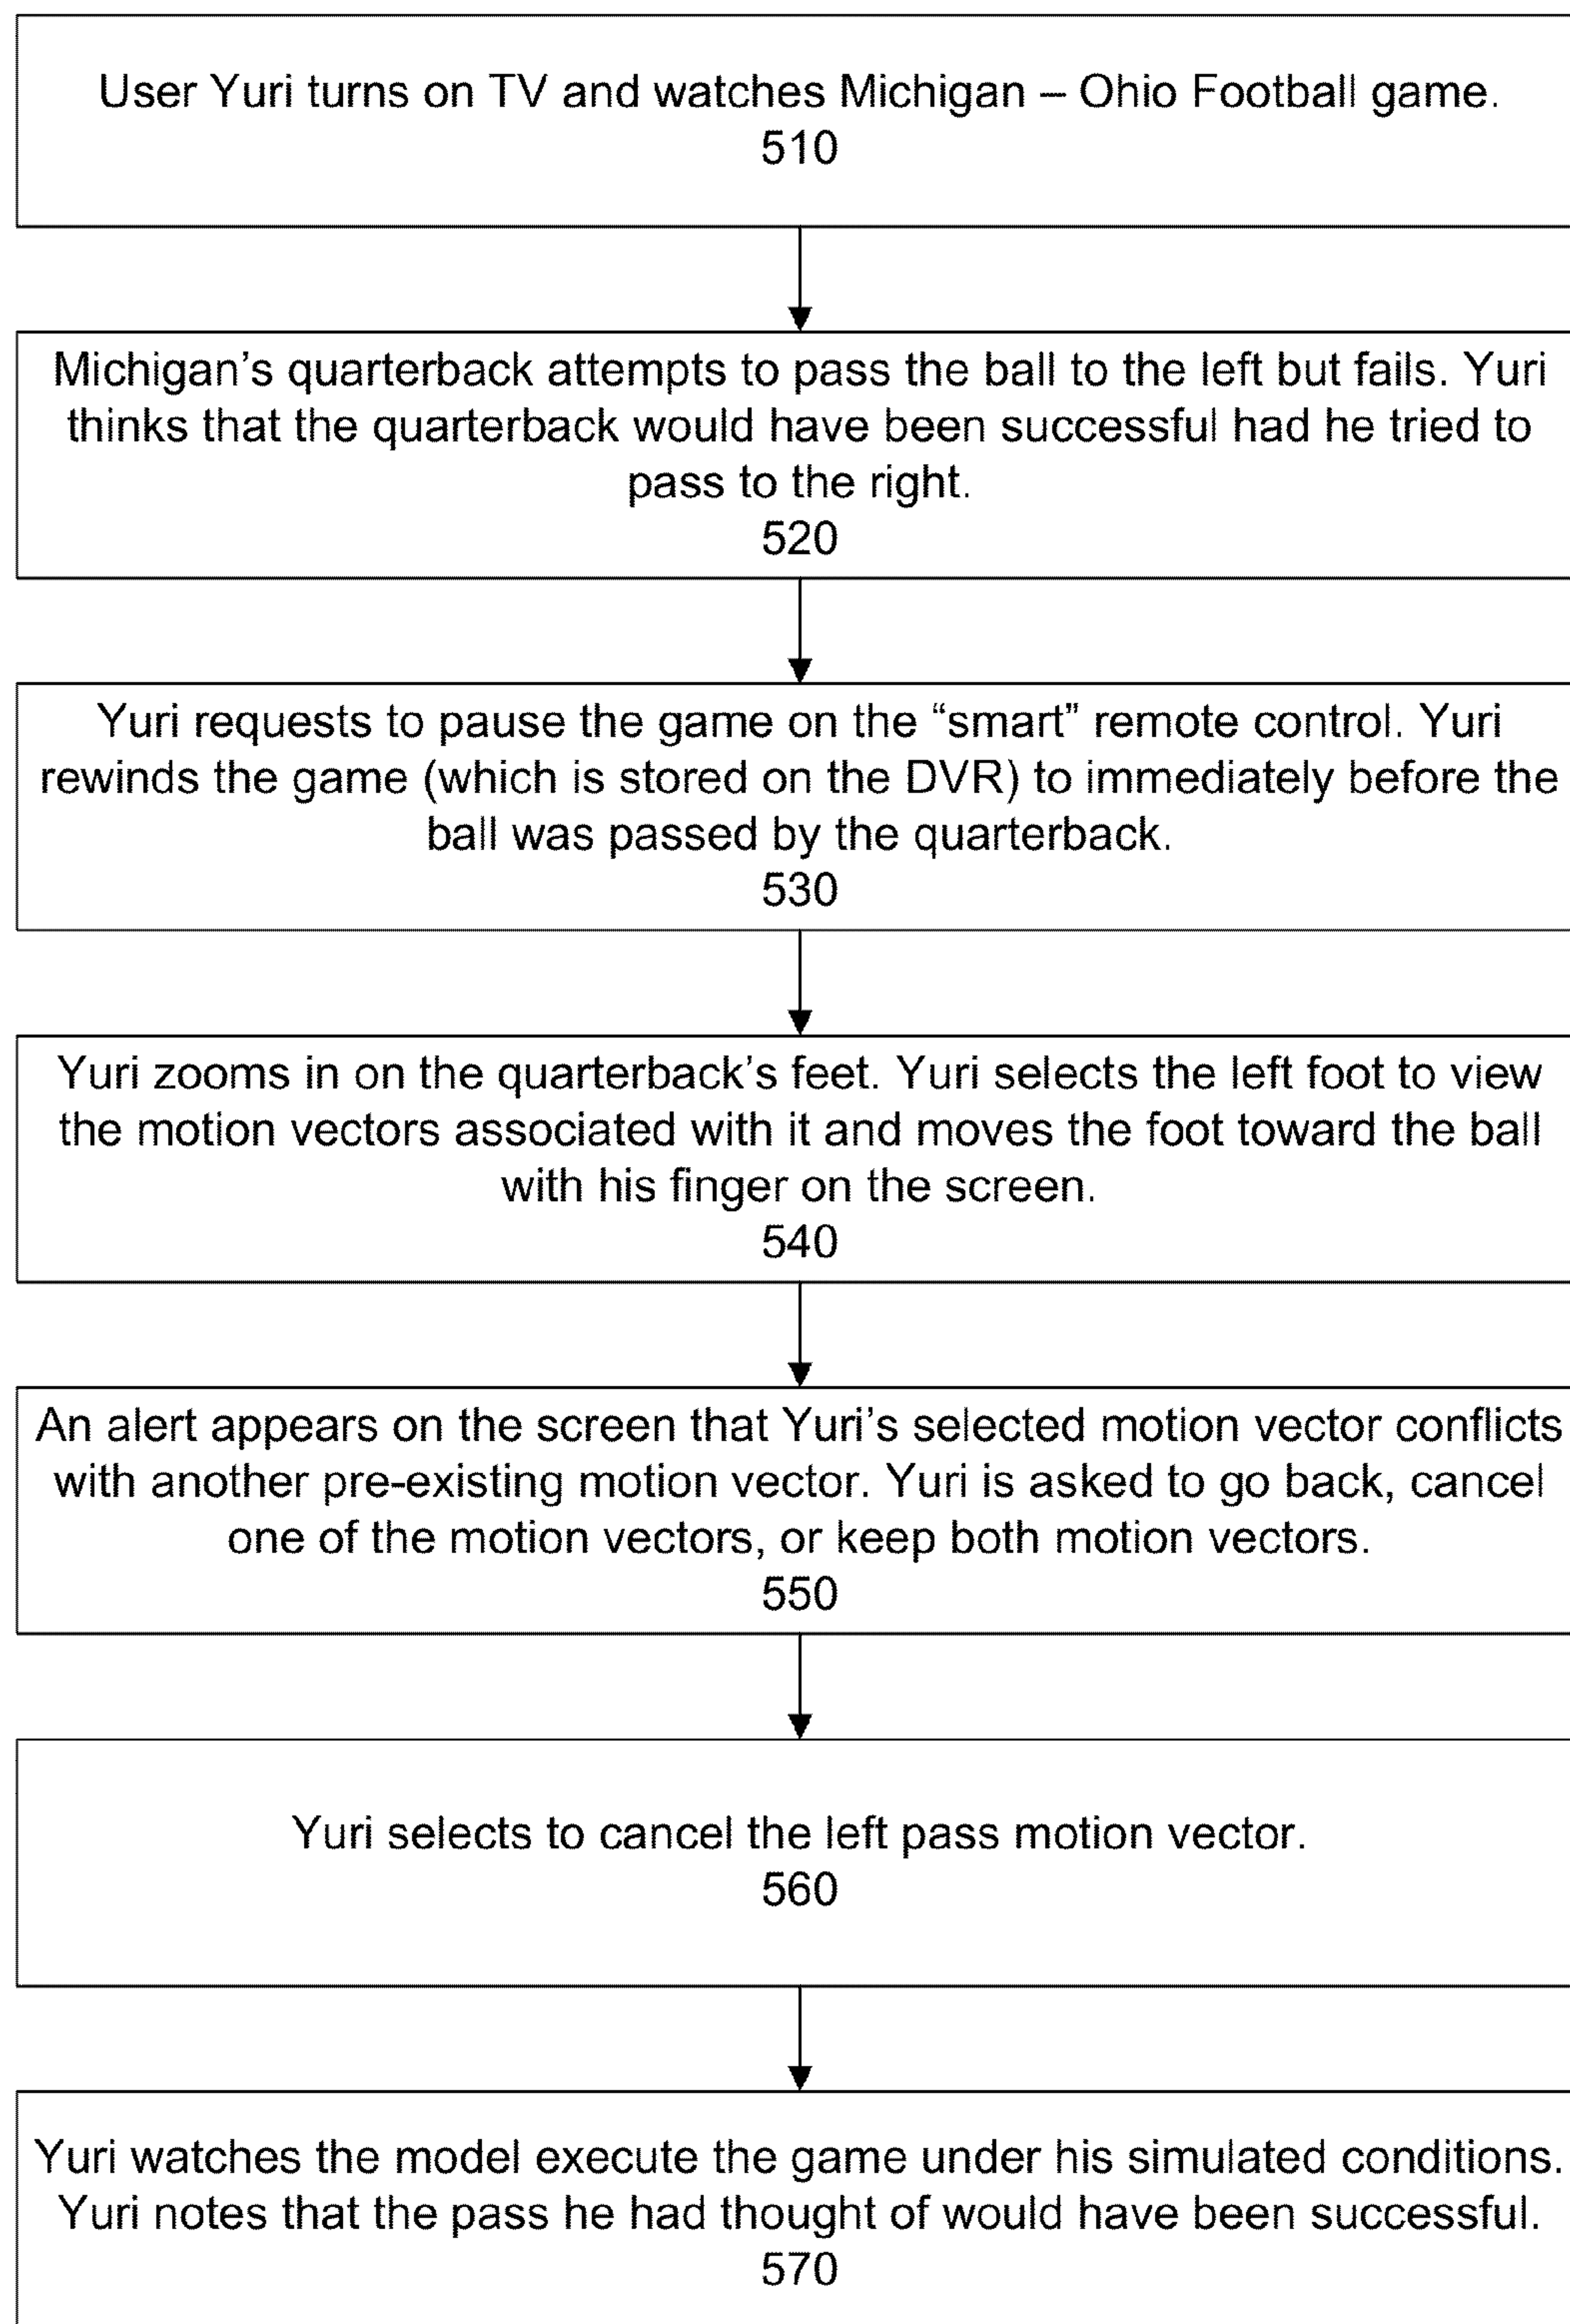 User Yuri turns on TV and watches Michigan – Ohio Football game.
510
Michigan's quarterback attempts to pass the ball to the left but fails. Yuri
thinks that the quarterback would have been successful had he tried to
pass to the right.
520
Yuri requests to pause the game on the “smart” remote control. Yuri
rewinds the game (which is stored on the DVR) to immediately before the
ball was passed by the quarterback.
530
Yuri zooms in on the quarterback's feet. Yuri selects the left foot to view
the motion vectors associated with it and moves the foot toward the ball
with his finger on the screen.
540
An alert appears on the screen that Yuri's selected motion vector conflicts
with another pre-existing motion vector. Yuri is asked to go back, cancel
one of the motion vectors, or keep both motion vectors.
550
Yuri selects to cancel the left pass motion vector.
560
Yuri watches the model execute the game under his simulated conditions.
Yuri notes that the pass he had thought of would have been successful.
570